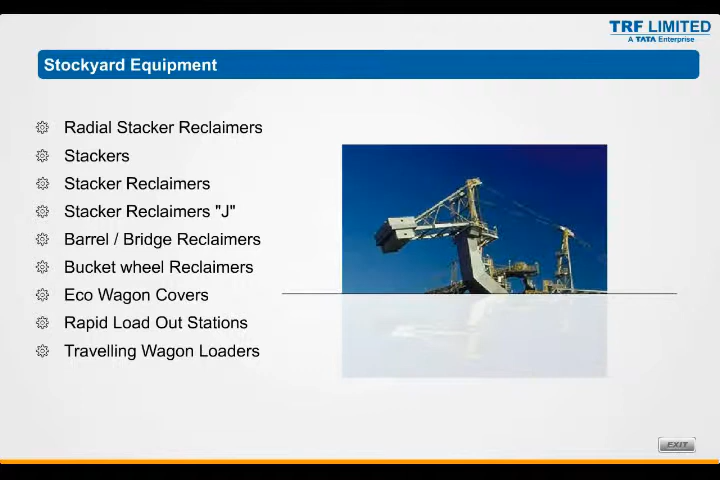 TRF LIMITED
A TATA Enterprise
Stockyard Equipment
Radial Stacker Reclaimers
Stackers
Stacker Reclaimers
Stacker Reclaimers "J"
Barrel / Bridge Reclaimers
Bucket wheel Reclaimers
Eco Wagon Covers
Rapid Load Out Stations
Travelling Wagon Loaders
EXIT